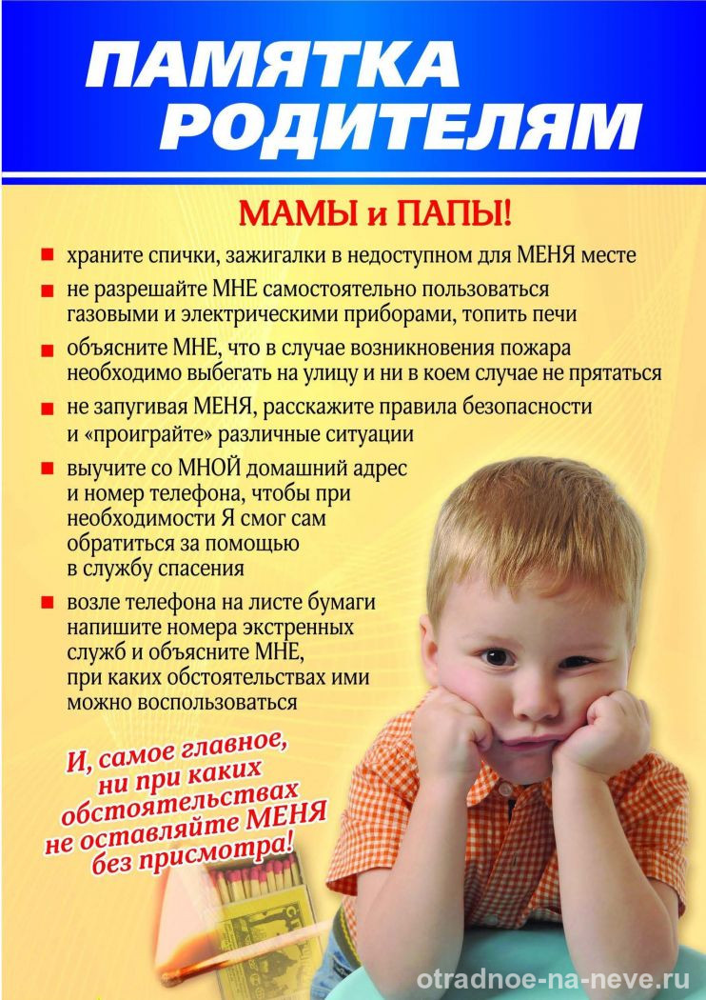 ПАМЯТКА
РОДИТЕЛЯМ
МАМЫ и ПАПЫ!
храните спички, зажигалки в недоступном для МЕНЯ месте
не разрешайте МНЕ самостоятельно пользоваться
газовыми и электрическими приборами, топить печи
объясните МНЕ, что в случае возникновения пожара
необходимо выбегать на улицу и ни в коем случае не прятаться
не запугивая МЕНЯ, расскажите правила безопасности
и «проиграйте» различные ситуации
выучите со МНОЙ домашний адрес
и номер телефона, чтобы при
необходимости Я смог сам
обратиться за помощью
в службу спасения
возле телефона на листе бумаги
напишите номера экстренных
служб и объясните МНЕ,
при каких обстоятельствах ими
можно воспользоваться
И, самое главное,
ни при каких
обстоятельствах
не оставляйте МЕНЯ
без присмотра!
otradnoe-na-neve.ru